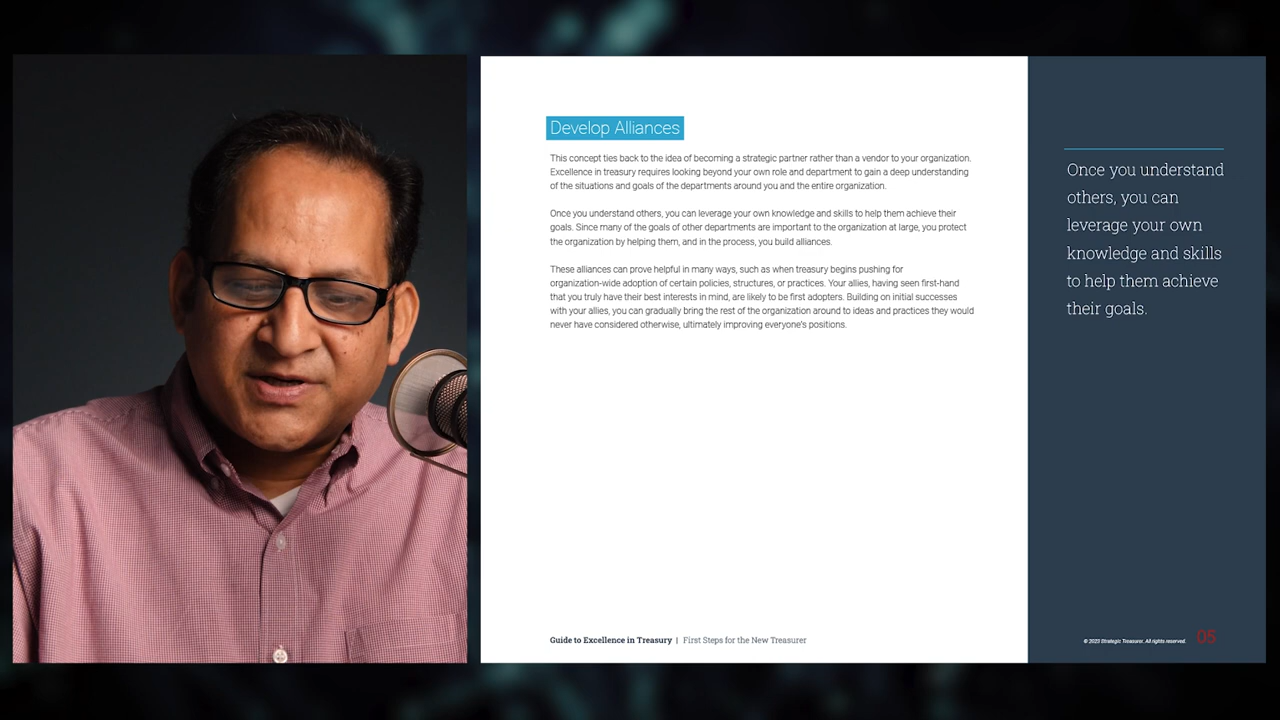 Develop Alliances
This concept ties back to the idea of becoming a strategic partner rather than a vendor to your organization.
Excellence in treasury requires looking beyond your own role and department to gain a deep understanding
of the situations and goals of the departments around you and the entire organization.
Once you understand others, you can leverage your own knowledge and skills to help them achieve their
goals. Since many of the goals of other departments are important to the organization at large, you protect
the organization by helping them, and in the process, you build alliances.
These alliances can prove helpful in many ways, such as when treasury begins pushing for
organization-wide adoption of certain policies, structures, or practices. Your allies, having seen first-hand
that you truly have their best interests in mind, are likely to be first adopters. Building on initial successes
with your allies, you can gradually bring the rest of the organization around to ideas and practices they would
never have considered otherwise, ultimately improving everyone's positions.
Guide to Excellence in Treasury | First Steps for the New Treasurer
Once you understand
others, you can
leverage your own
knowledge and skills
to help them achieve
their goals.
© 2023 Strategic Treasurer. All rights reserved. 05